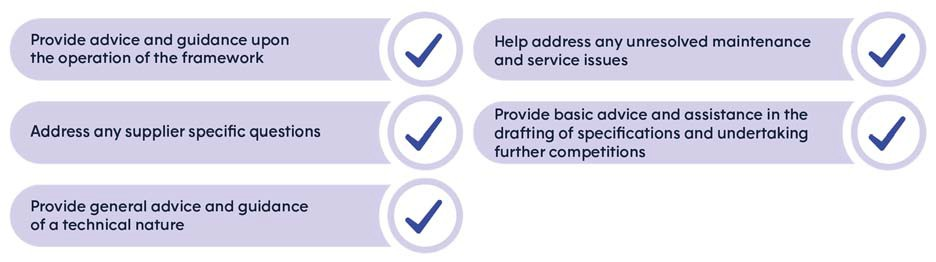 Provide advice and guidance upon
the operation of the framework
Address any supplier specific questions
Provide general advice and guidance
of a technical nature
Help address any unresolved maintenance
and service issues
Provide basic advice and assistance in the
drafting of specifications and undertaking
further competitions